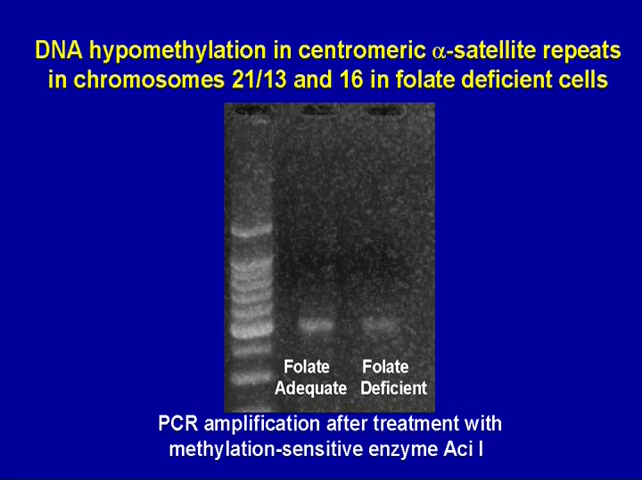 DNA hypomethylation in centromeric α-satellite repeats
in chromosomes 21/13 and 16 in folate deficient cells
Folate Adequate
Folate Deficient
PCR amplification after treatment with
methylation-sensitive enzyme Aci I